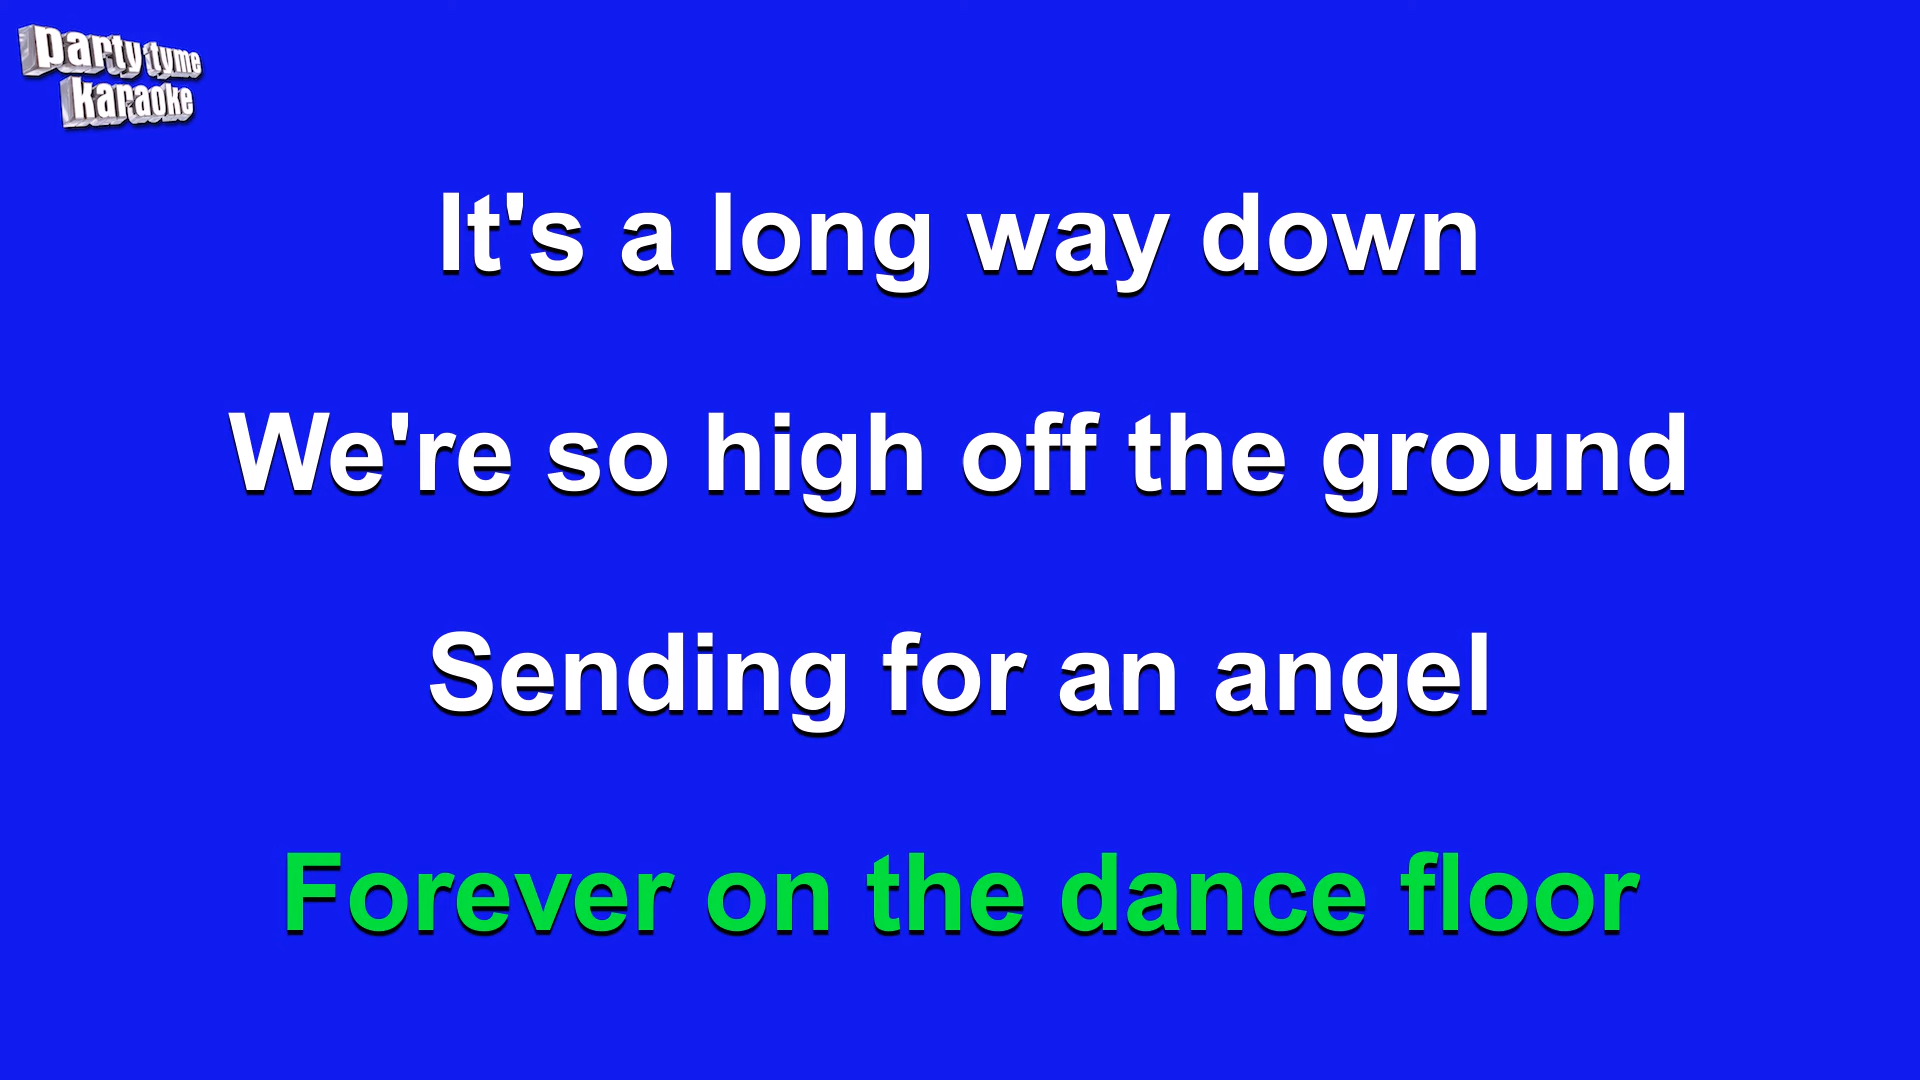 party tyme
karaoke
It's a long way down
We're so high off the ground
Sending for an angel
Forever on the dance floor